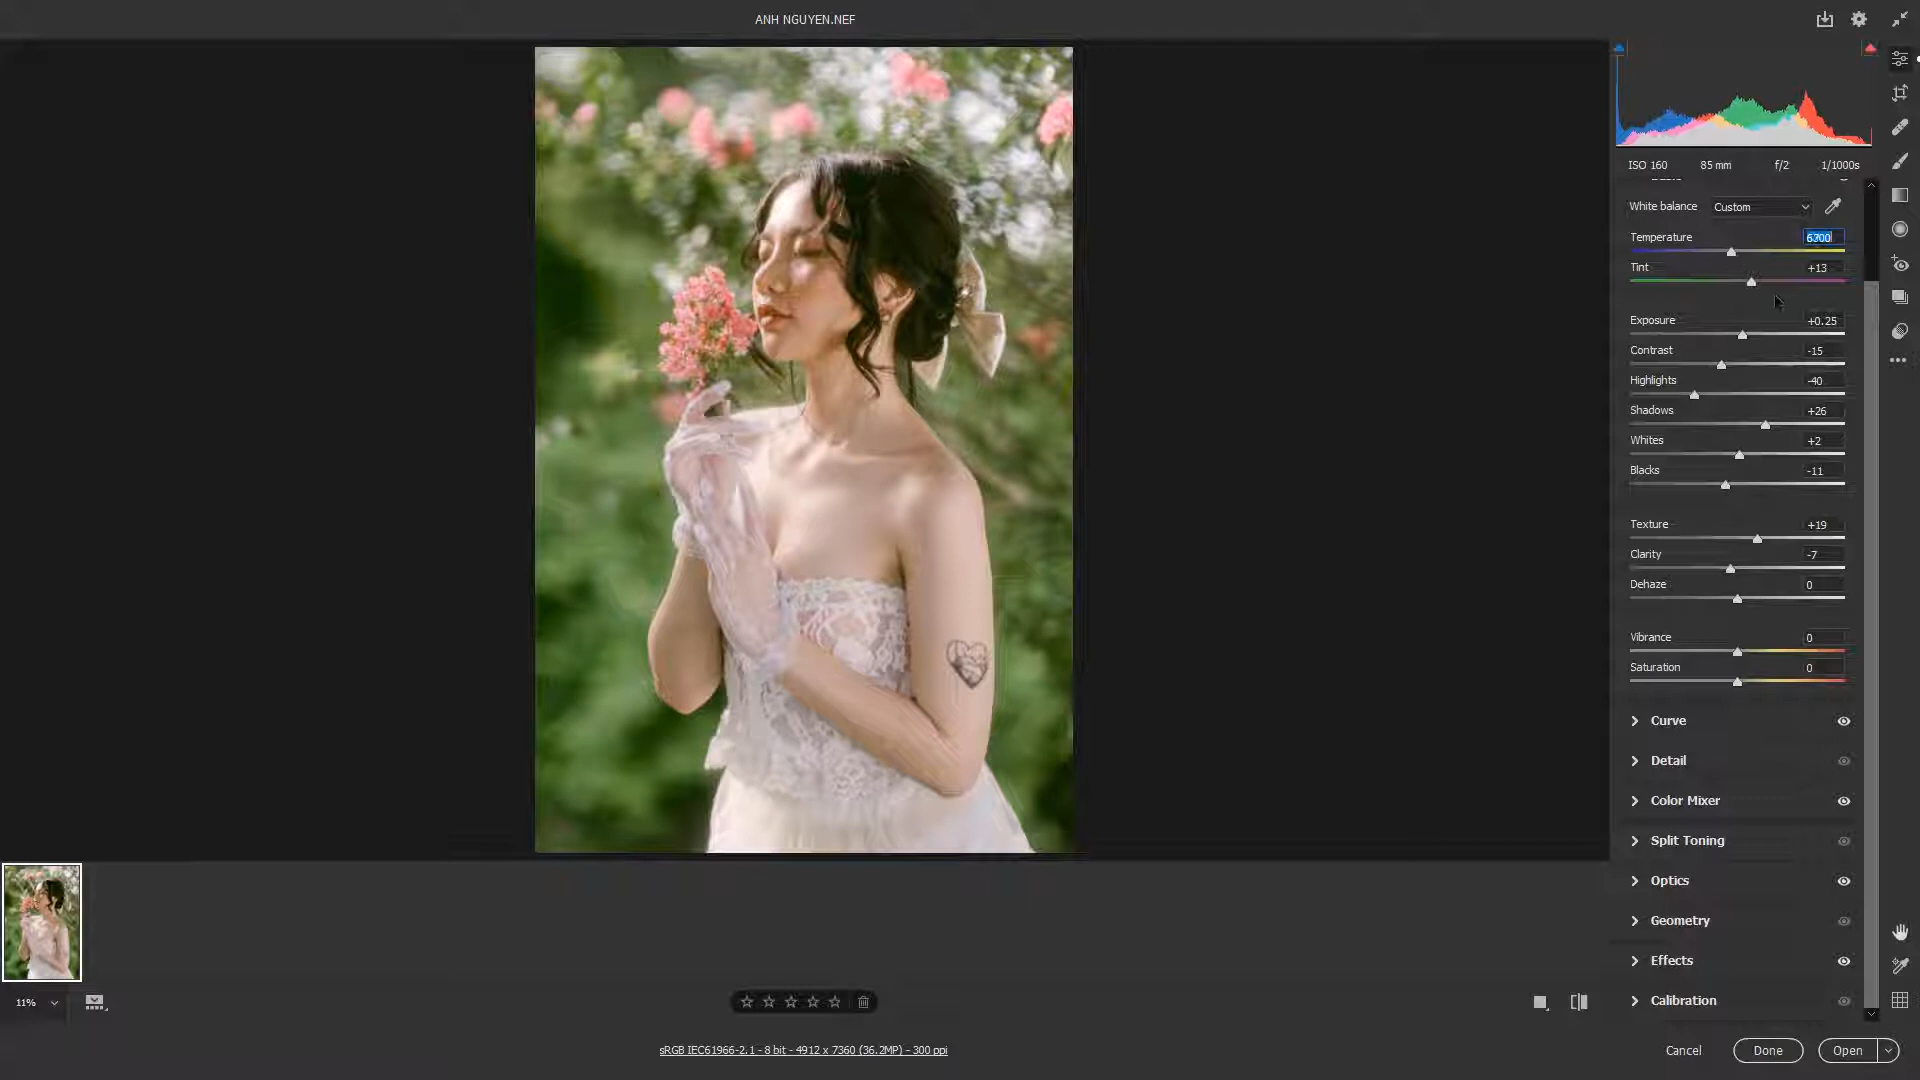 ANH NGUYEN.NEF
ISO 160 85 mm f/2 1/1000s
White balance Custom
Temperature 6300
Tint +13
Exposure +0.25
Contrast -15
Highlights -40
Shadows +26
Whites +2
Blacks -11
Texture +19
Clarity -7
Dehaze 0
Vibrance 0
Saturation 0
Curve
Detail
Color Mixer
Split Toning
Optics
Geometry
Effects
Calibration
11%
sRGB IEC61966-2.1 - 8 bit - 4912 x 7360 (36.2MP) - 300 ppi
Cancel Done Open